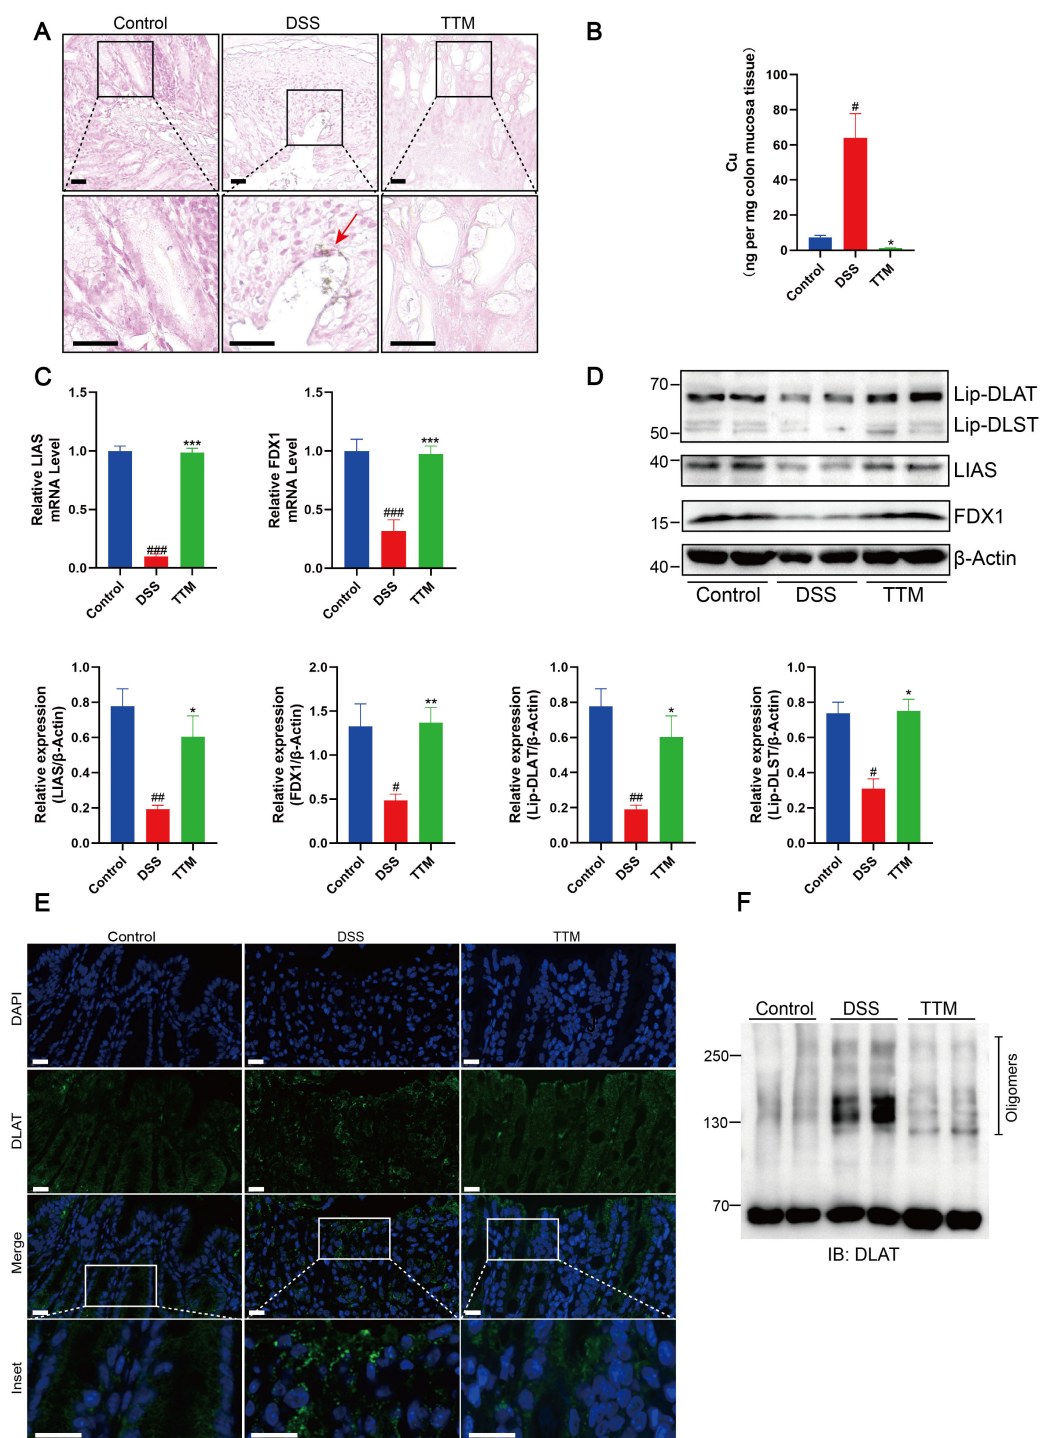 A
Control
DSS
TTM
B
Cu
(ng per mg colon mucosa tissue)
100
80
60
40
20
0
#
*
Control
DSS
TTM
C
Relative LIAS
mRNA Level
1.5
1.0
0.5
0.0
###
***
Control
DSS
TTM
Relative FDX1
mRNA Level
1.5
1.0
0.5
0.0
###
***
Control
DSS
TTM
D
70
50
40
15
40
Lip-DLAT
Lip-DLST
LIAS
FDX1
β-Actin
Control
DSS
TTM
Relative expression
(LIAS/β-Actin)
1.0
0.8
0.6
0.4
0.2
0.0
##
*
Control
DSS
TTM
Relative expression
(FDX1/β-Actin)
2.0
1.5
1.0
0.5
0.0
#
**
Control
DSS
TTM
Relative expression
(Lip-DLAT/β-Actin)
1.0
0.8
0.6
0.4
0.2
0.0
##
*
Control
DSS
TTM
Relative expression
(Lip-DLST/β-Actin)
1.0
0.8
0.6
0.4
0.2
0.0
#
*
Control
DSS
TTM
E
Control
DSS
TTM
DAPI
DLAT
Merge
Inset
F
Control
DSS
TTM
250
130
70
Oligomers
IB: DLAT